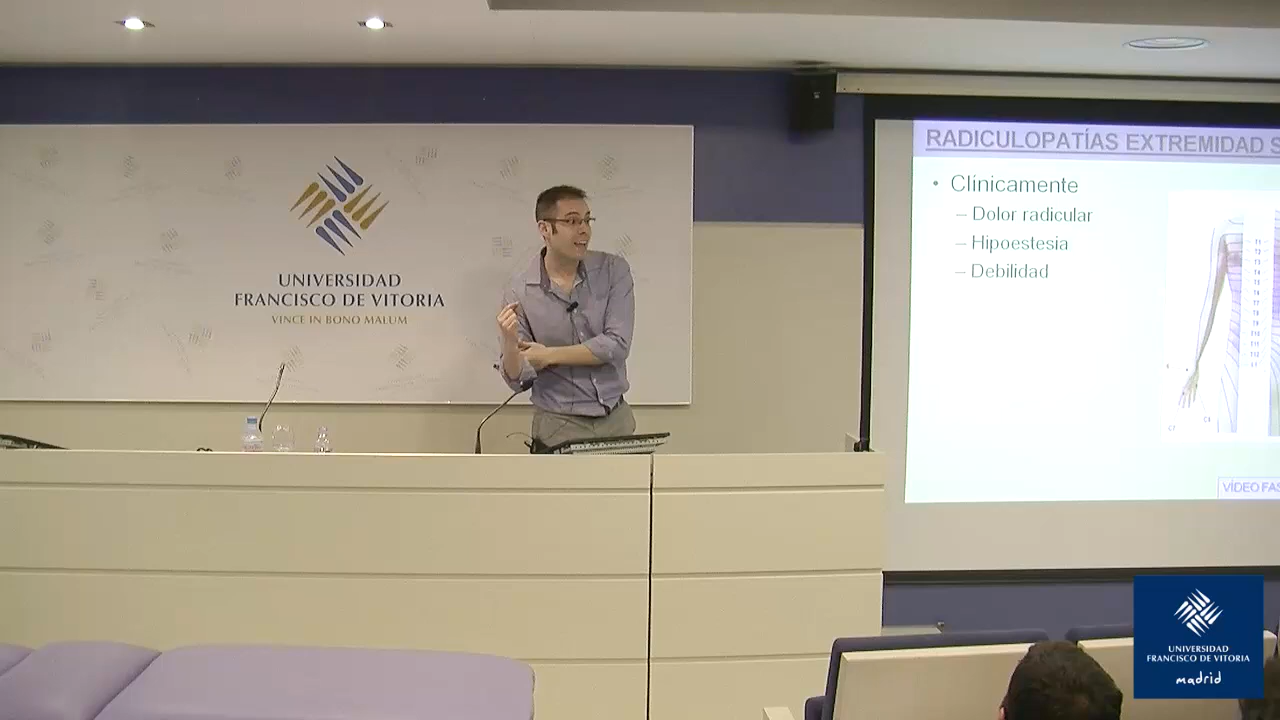 UNIVERSIDAD
FRANCISCO DE VITORIA
VINCE IN BONO MALUM
RADICULOPATÍAS EXTREMIDAD S
• Clínicamente
– Dolor radicular
– Hipoestesia
– Debilidad
VÍDEO FAS
UNIVERSIDAD
FRANCISCO DE VITORIA
madrid